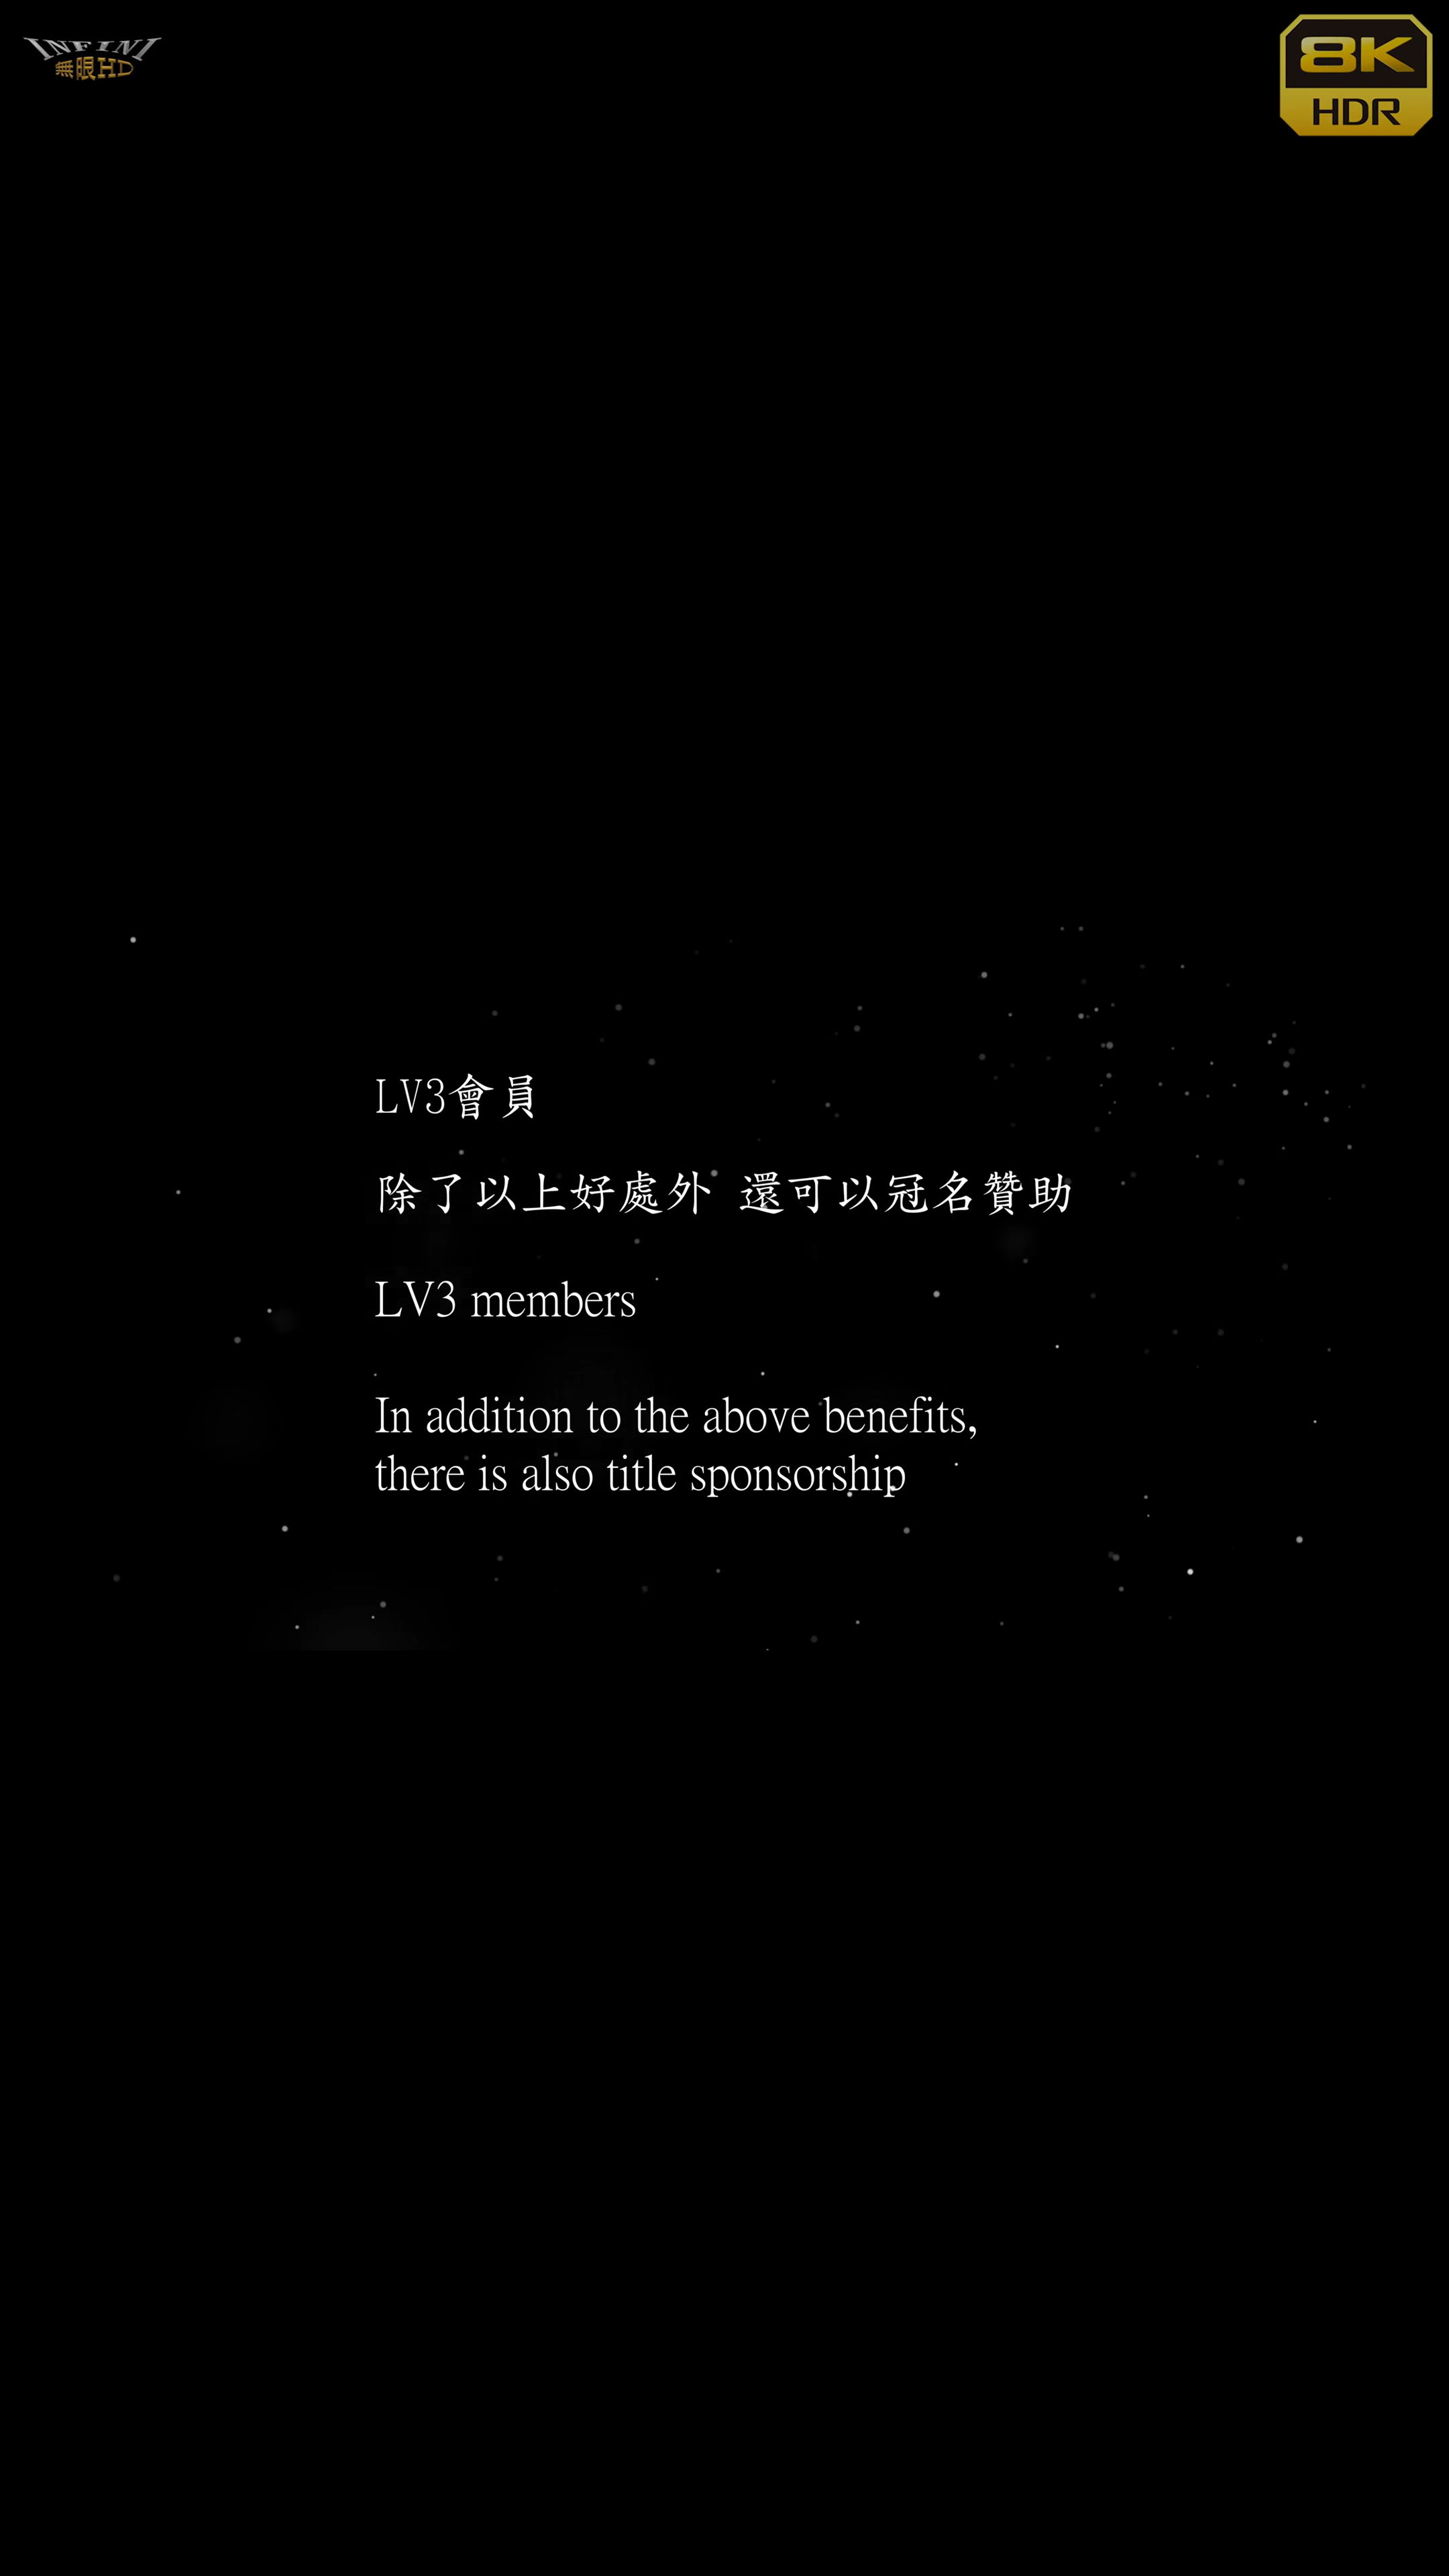 INFINI
無限HD
8K
HDR
LV3會員
除了以上好處外 還可以冠名贊助
LV3 members
In addition to the above benefits,
there is also title sponsorship